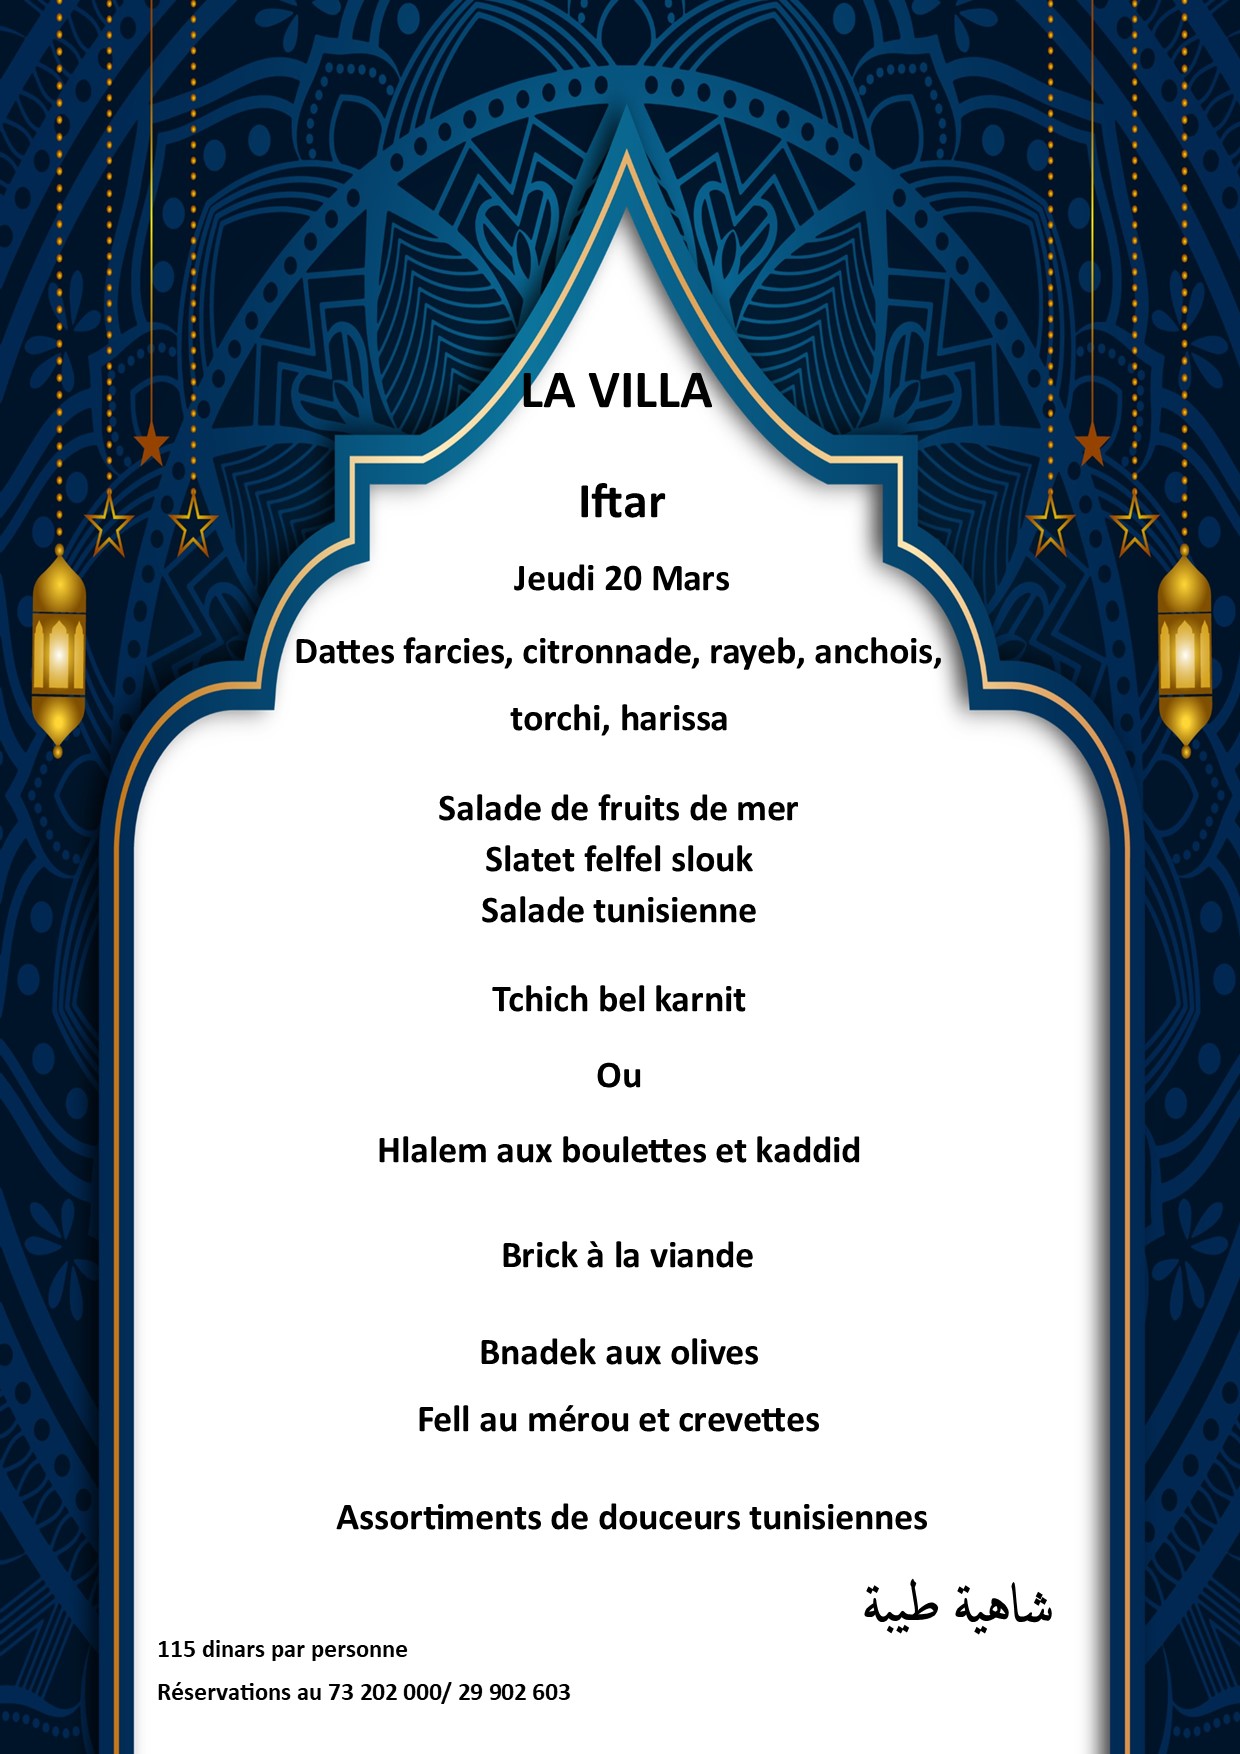 LA VILLA
Iftar
Jeudi 20 Mars
Dattes farcies, citronnade, rayeb, anchois,
torchi, harissa
Salade de fruits de mer
Slatet felfel slouk
Salade tunisienne
Tchich bel karnit
Ou
Hlalem aux boulettes et kaddid
Brick à la viande
Bnadek aux olives
Fell au mérou et crevettes
Assortiments de douceurs tunisiennes
شاهية طيبة
115 dinars par personne
Réservations au 73 202 000/ 29 902 603